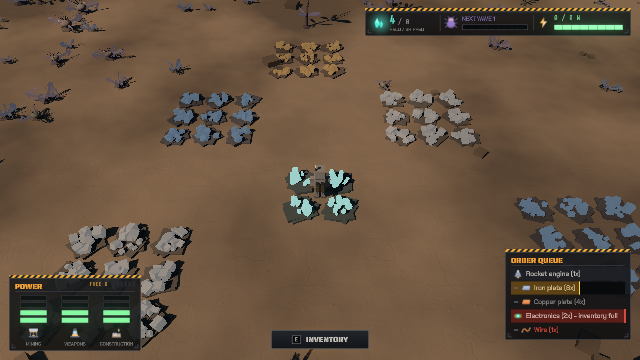 4 / 8
NEXT WAVE 1
0 / 0 W
POWER
FREE 0
MINING
WEAPONS
CONSTRUCTION
E INVENTORY
ORDER QUEUE
Rocket engine (1x)
Iron plate (8x)
Copper plate (4x)
Electronics (2x) - inventory full
Wire (1x)